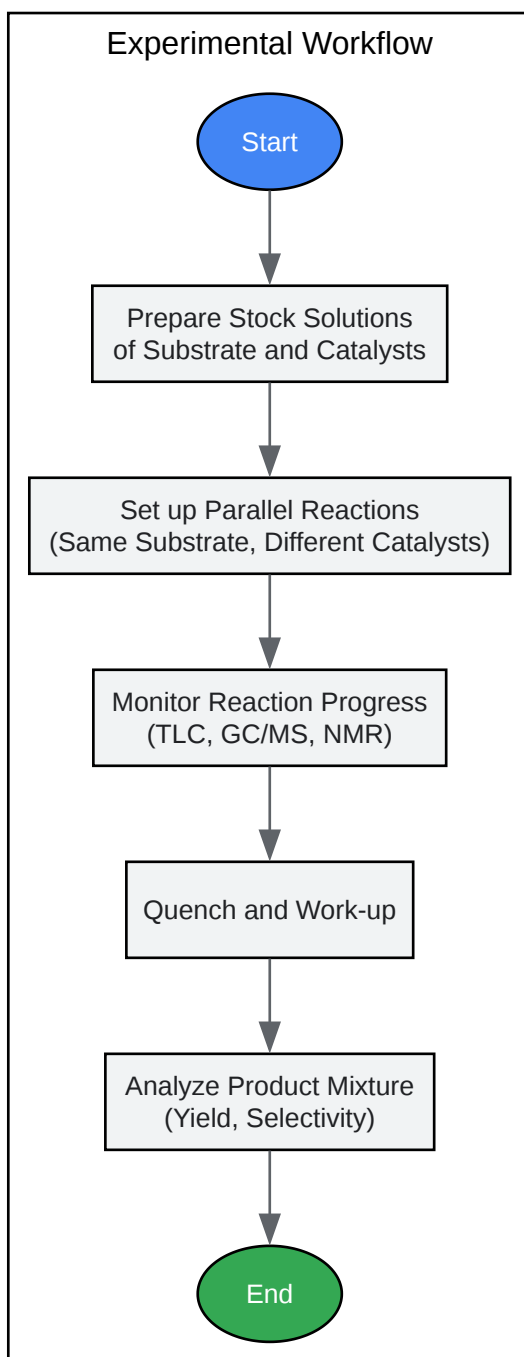 Experimental Workflow
Start
Prepare Stock Solutions
of Substrate and Catalysts
Set up Parallel Reactions
(Same Substrate, Different Catalysts)
Monitor Reaction Progress
(TLC, GC/MS, NMR)
Quench and Work-up
Analyze Product Mixture
(Yield, Selectivity)
End